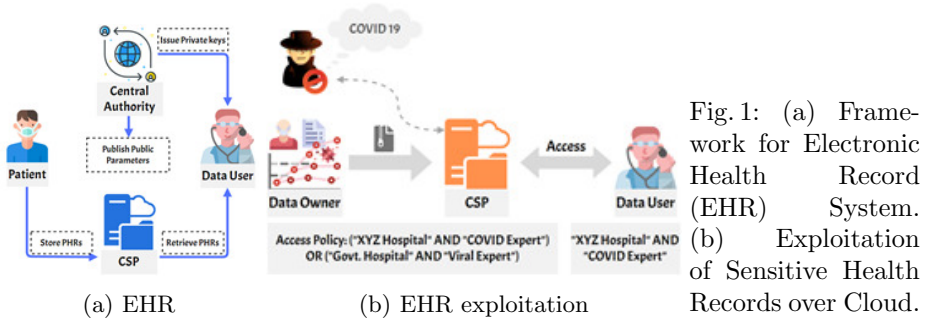 Issue Private keys
Central
Authority
Publish Public
Parameters
Patient
Data User
Store PHRs
CSP
Retrieve PHRs
(a) EHR
COVID 19
Access
Data Owner
CSP
Data User
Access Policy: ("XYZ Hospital" AND "COVID Expert")
OR ("Govt. Hospital" AND "Viral Expert")
"XYZ Hospital" AND
"COVID Expert"
(b) EHR exploitation
Fig. 1: (a) Frame-
work for Electronic
Health Record
(EHR) System.
(b) Exploitation
of Sensitive Health
Records over Cloud.